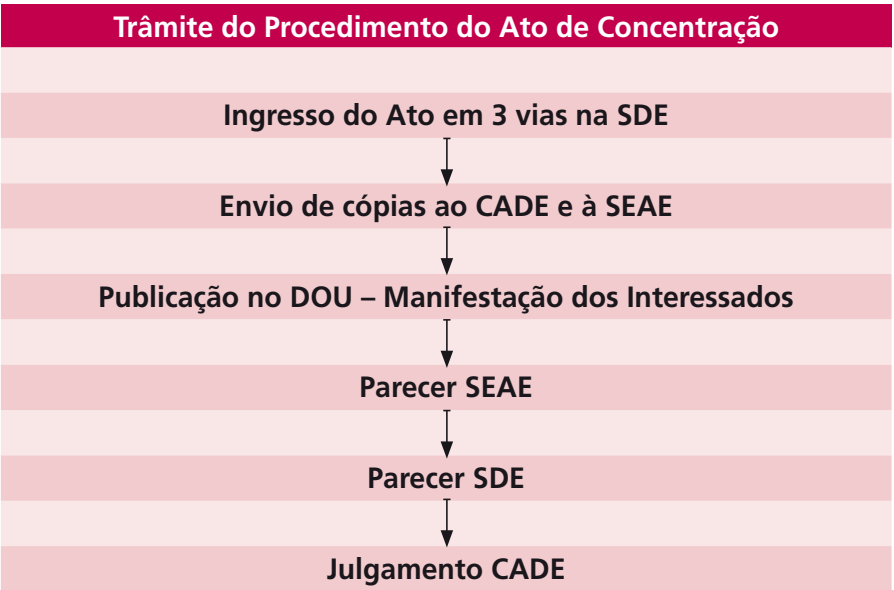 Trâmite do Procedimento do Ato de Concentração
Ingresso do Ato em 3 vias na SDE
Envio de cópias ao CADE e à SEAE
Publicação no DOU – Manifestação dos Interessados
Parecer SEAE
Parecer SDE
Julgamento CADE